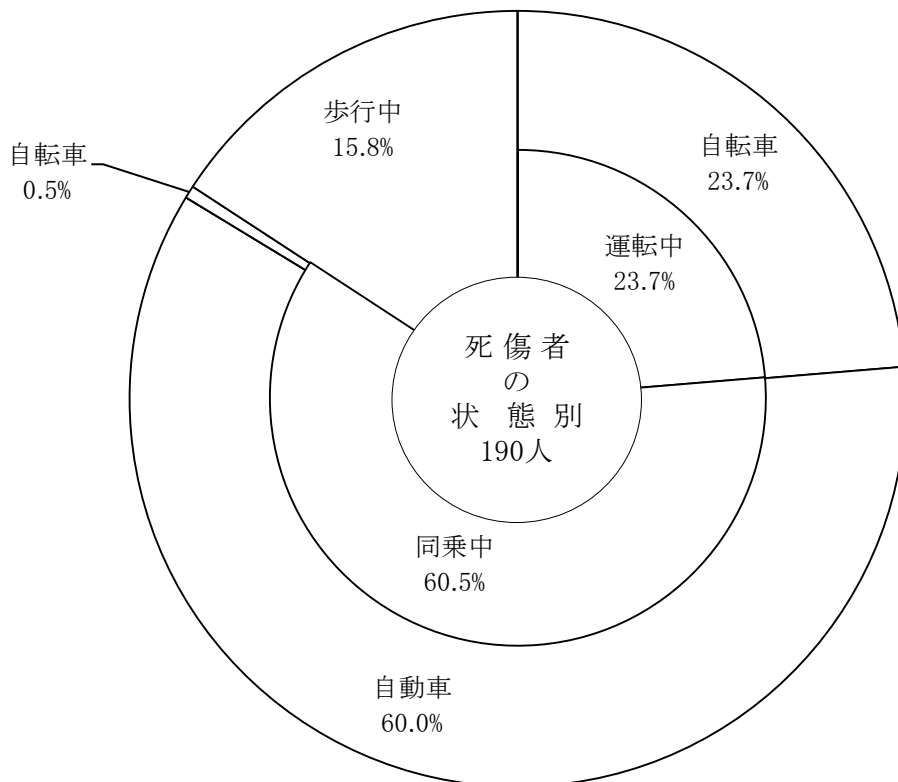 歩行中
15.8%
自転車
0.5%
自転車
23.7%
運転中
23.7%
死傷者
の
状態別
190人
同乗中
60.5%
自動車
60.0%